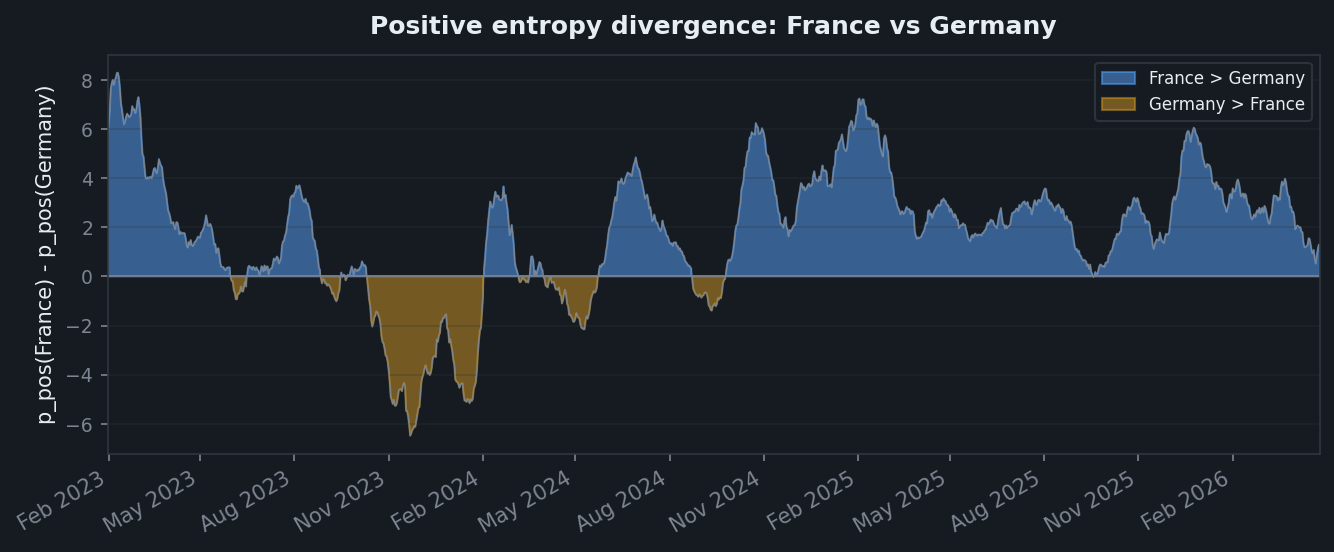 Positive entropy divergence: France vs Germany
p_pos(France) - p_pos(Germany)
8
6
4
2
0
−2
−4
−6
France > Germany
Germany > France
Feb 2023
May 2023
Aug 2023
Nov 2023
Feb 2024
May 2024
Aug 2024
Nov 2024
Feb 2025
May 2025
Aug 2025
Nov 2025
Feb 2026